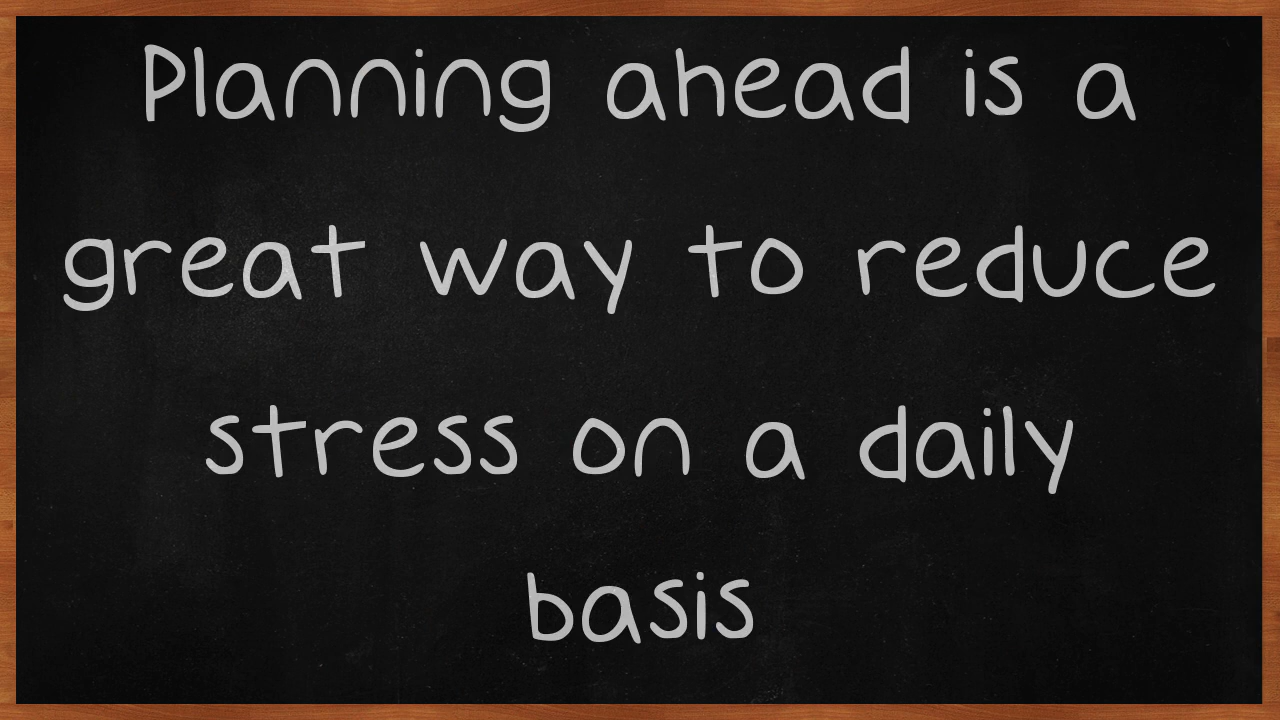 Planning ahead is a
great way to reduce
stress on a daily
basis